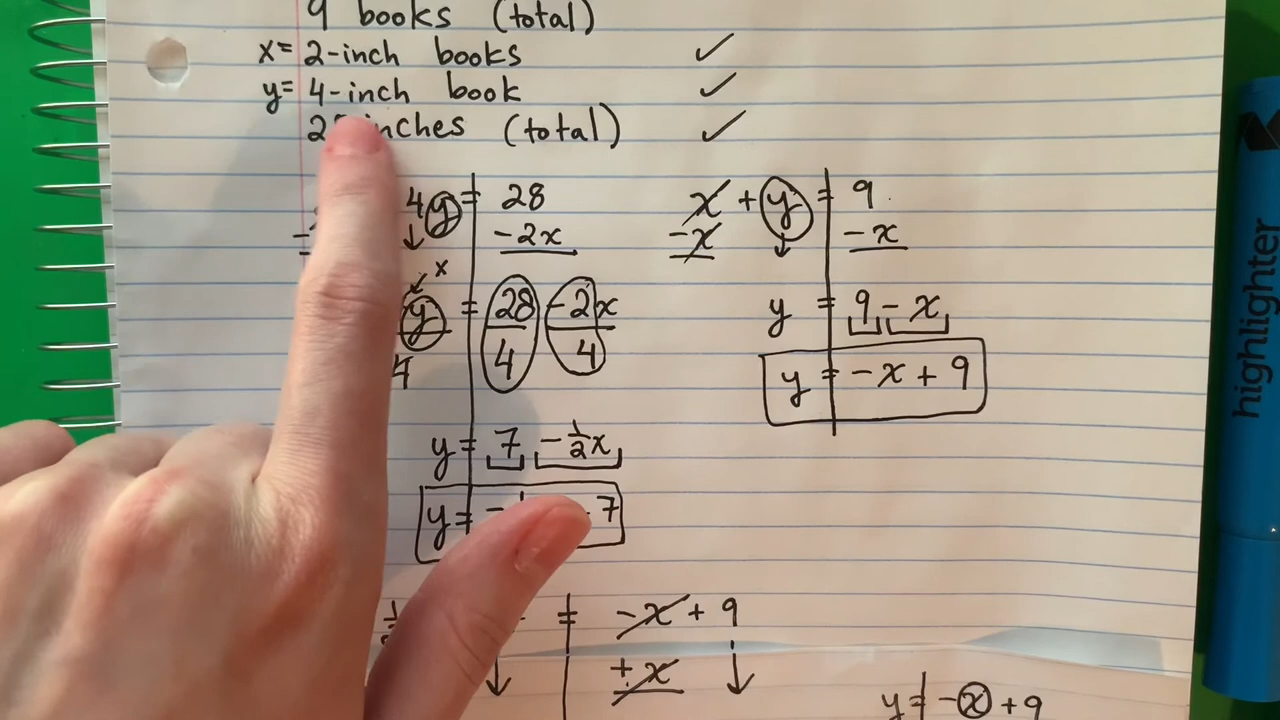 9 books (total)
x= 2-inch books ✓
y= 4-inch book ✓
inches (total) ✓
4y = 28
-2x
x
y = 28/4 -2x/4
4
y = 7 -½x
y= - 7
x + y = 9
-x -x
y = 9 - x
y = -x + 9
= -x + 9
+ x
y = -x +9
highlighter